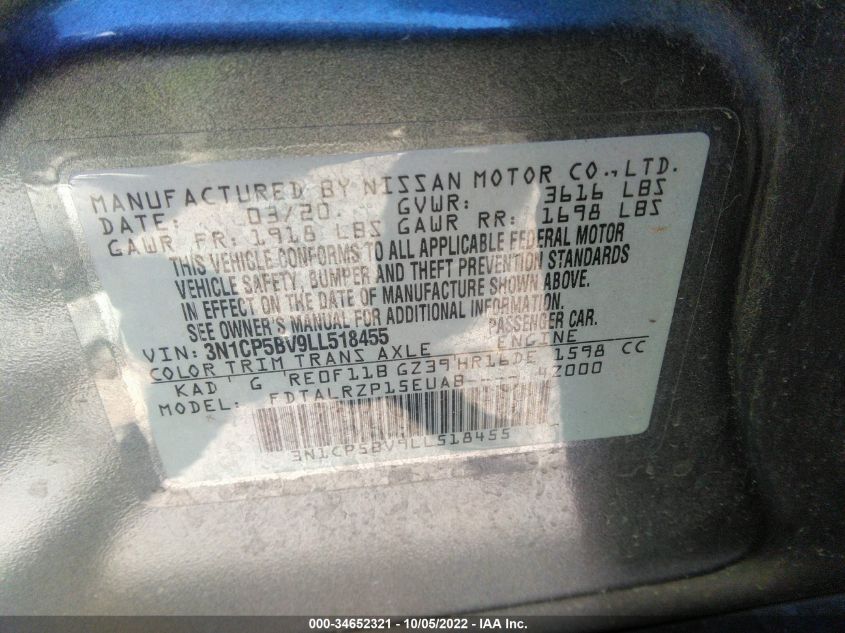 MANUFACTURED BY NISSAN MOTOR CO., LTD.
DATE: 03/20 GVWR: 3616 LBS
GAWR FR: 1918 LBS GAWR RR: 1698 LBS
THIS VEHICLE CONFORMS TO ALL APPLICABLE FEDERAL MOTOR
VEHICLE SAFETY, BUMPER AND THEFT PREVENTION STANDARDS
IN EFFECT ON THE DATE OF MANUFACTURE SHOWN ABOVE.
SEE OWNER'S MANUAL FOR ADDITIONAL INFORMATION.
VIN: 3N1CP5BV9LL518455 PASSENGER CAR.
COLOR TRIM TRANS AXLE ENGINE
KAD G RE0F11B GZ39 HR16DE 1598 CC
MODEL: FDTALRZP15EUAB---- 4Z000
3N1CP5BV9LL518455
000-34652321 - 10/05/2022 - IAA Inc.